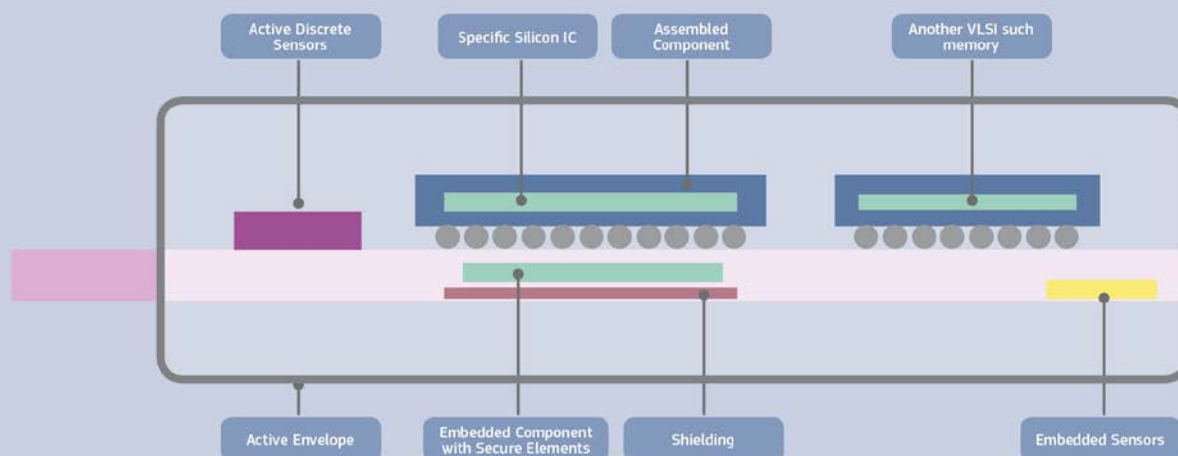 Active Discrete
Sensors
Specific Silicon IC
Assembled
Component
Another VLSI such
memory
Active Envelope
Embedded Component
with Secure Elements
Shielding
Embedded Sensors